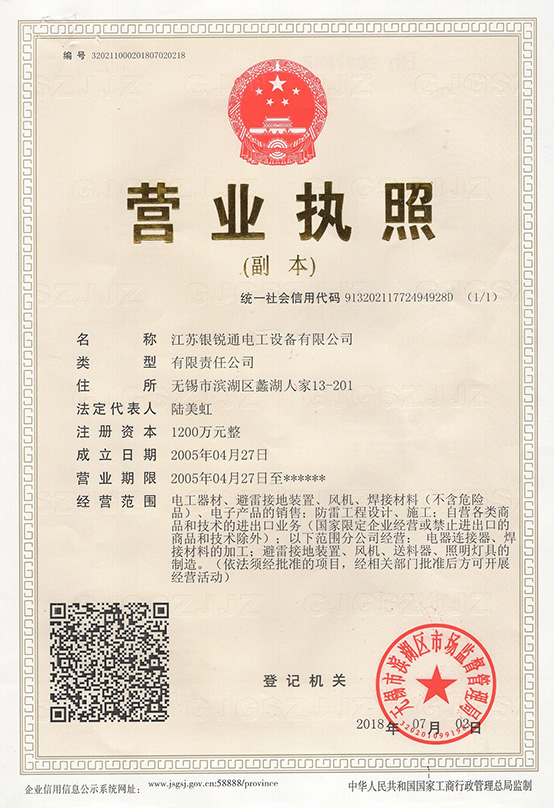 编 号 320211000201807020218
营业执照
(副 本)
统一社会信用代码 91320211772494928D (1/1)
名 称 江苏银锐通电工设备有限公司
类 型 有限责任公司
住 所 无锡市滨湖区蠡湖人家13-201
法定代表人 陆美虹
注册资本 1200万元整
成立日期 2005年04月27日
营业期限 2005年04月27日至******
经营范围 电工器材、避雷接地装置、风机、焊接材料（不含危险
品）、电子产品的销售；防雷工程设计、施工；自营各类商
品和技术的进出口业务（国家限定企业经营或禁止进出口的
商品和技术除外）；以下范围分公司经营： 电器连接器、焊
接材料的加工；避雷接地装置、风机、送料器、照明灯具的
制造。（依法须经批准的项目，经相关部门批准后方可开展
经营活动）
登记机关
无锡市滨湖区市场监督管理局
2018年 07月 02日
企业信用信息公示系统网址： www.jsgsj.gov.cn:58888/province
中华人民共和国国家工商行政管理总局监制